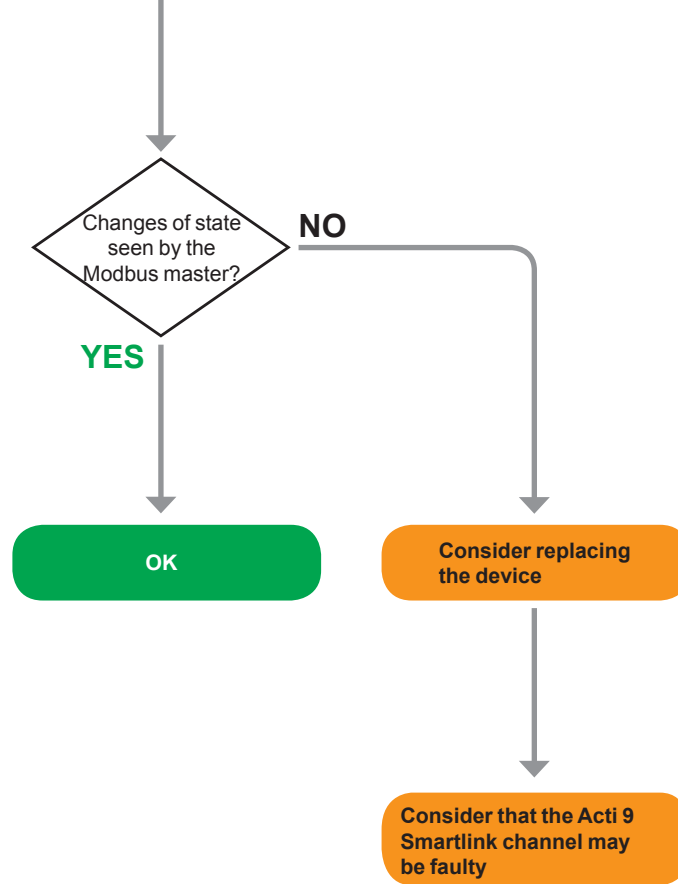 Changes of state
seen by the
Modbus master?
NO
YES
OK
Consider replacing
the device
Consider that the Acti 9
Smartlink channel may
be faulty